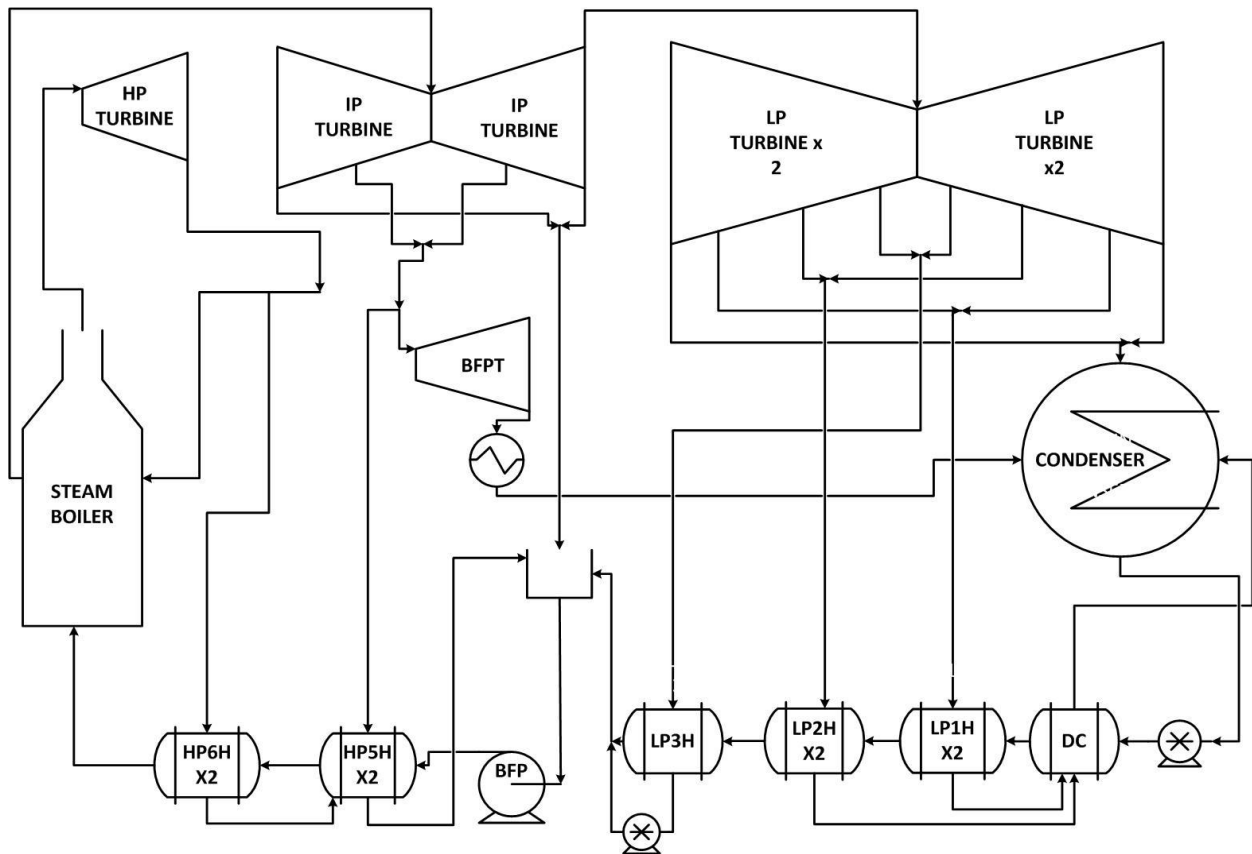 HP
TURBINE
IP
TURBINE
IP
TURBINE
LP
TURBINE x
2
LP
TURBINE
x2
BFPT
CONDENSER
STEAM
BOILER
HP6H
X2
HP5H
X2
BFP
LP3H
LP2H
X2
LP1H
X2
DC